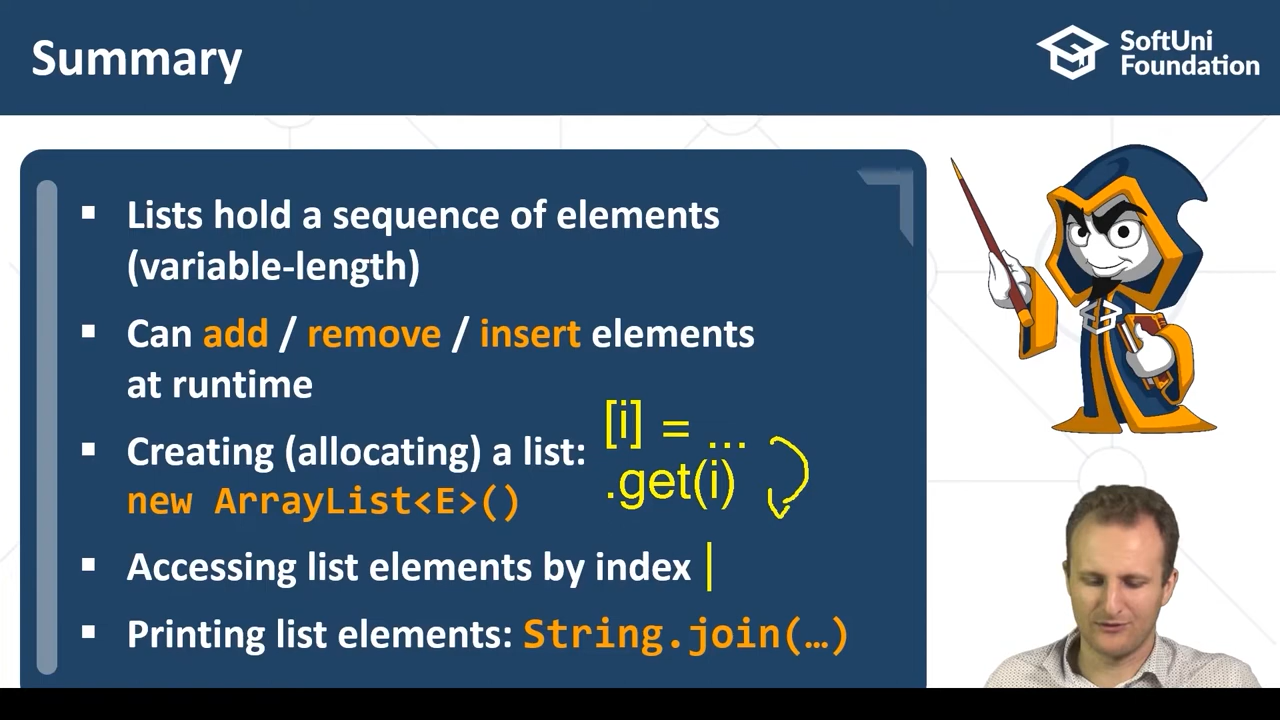 Summary
SoftUni
Foundation
▪ Lists hold a sequence of elements
(variable-length)
▪ Can add / remove / insert elements
at runtime
▪ Creating (allocating) a list:
new ArrayList<E>()
[i] = ...
.get(i)
▪ Accessing list elements by index
▪ Printing list elements: String.join(…)